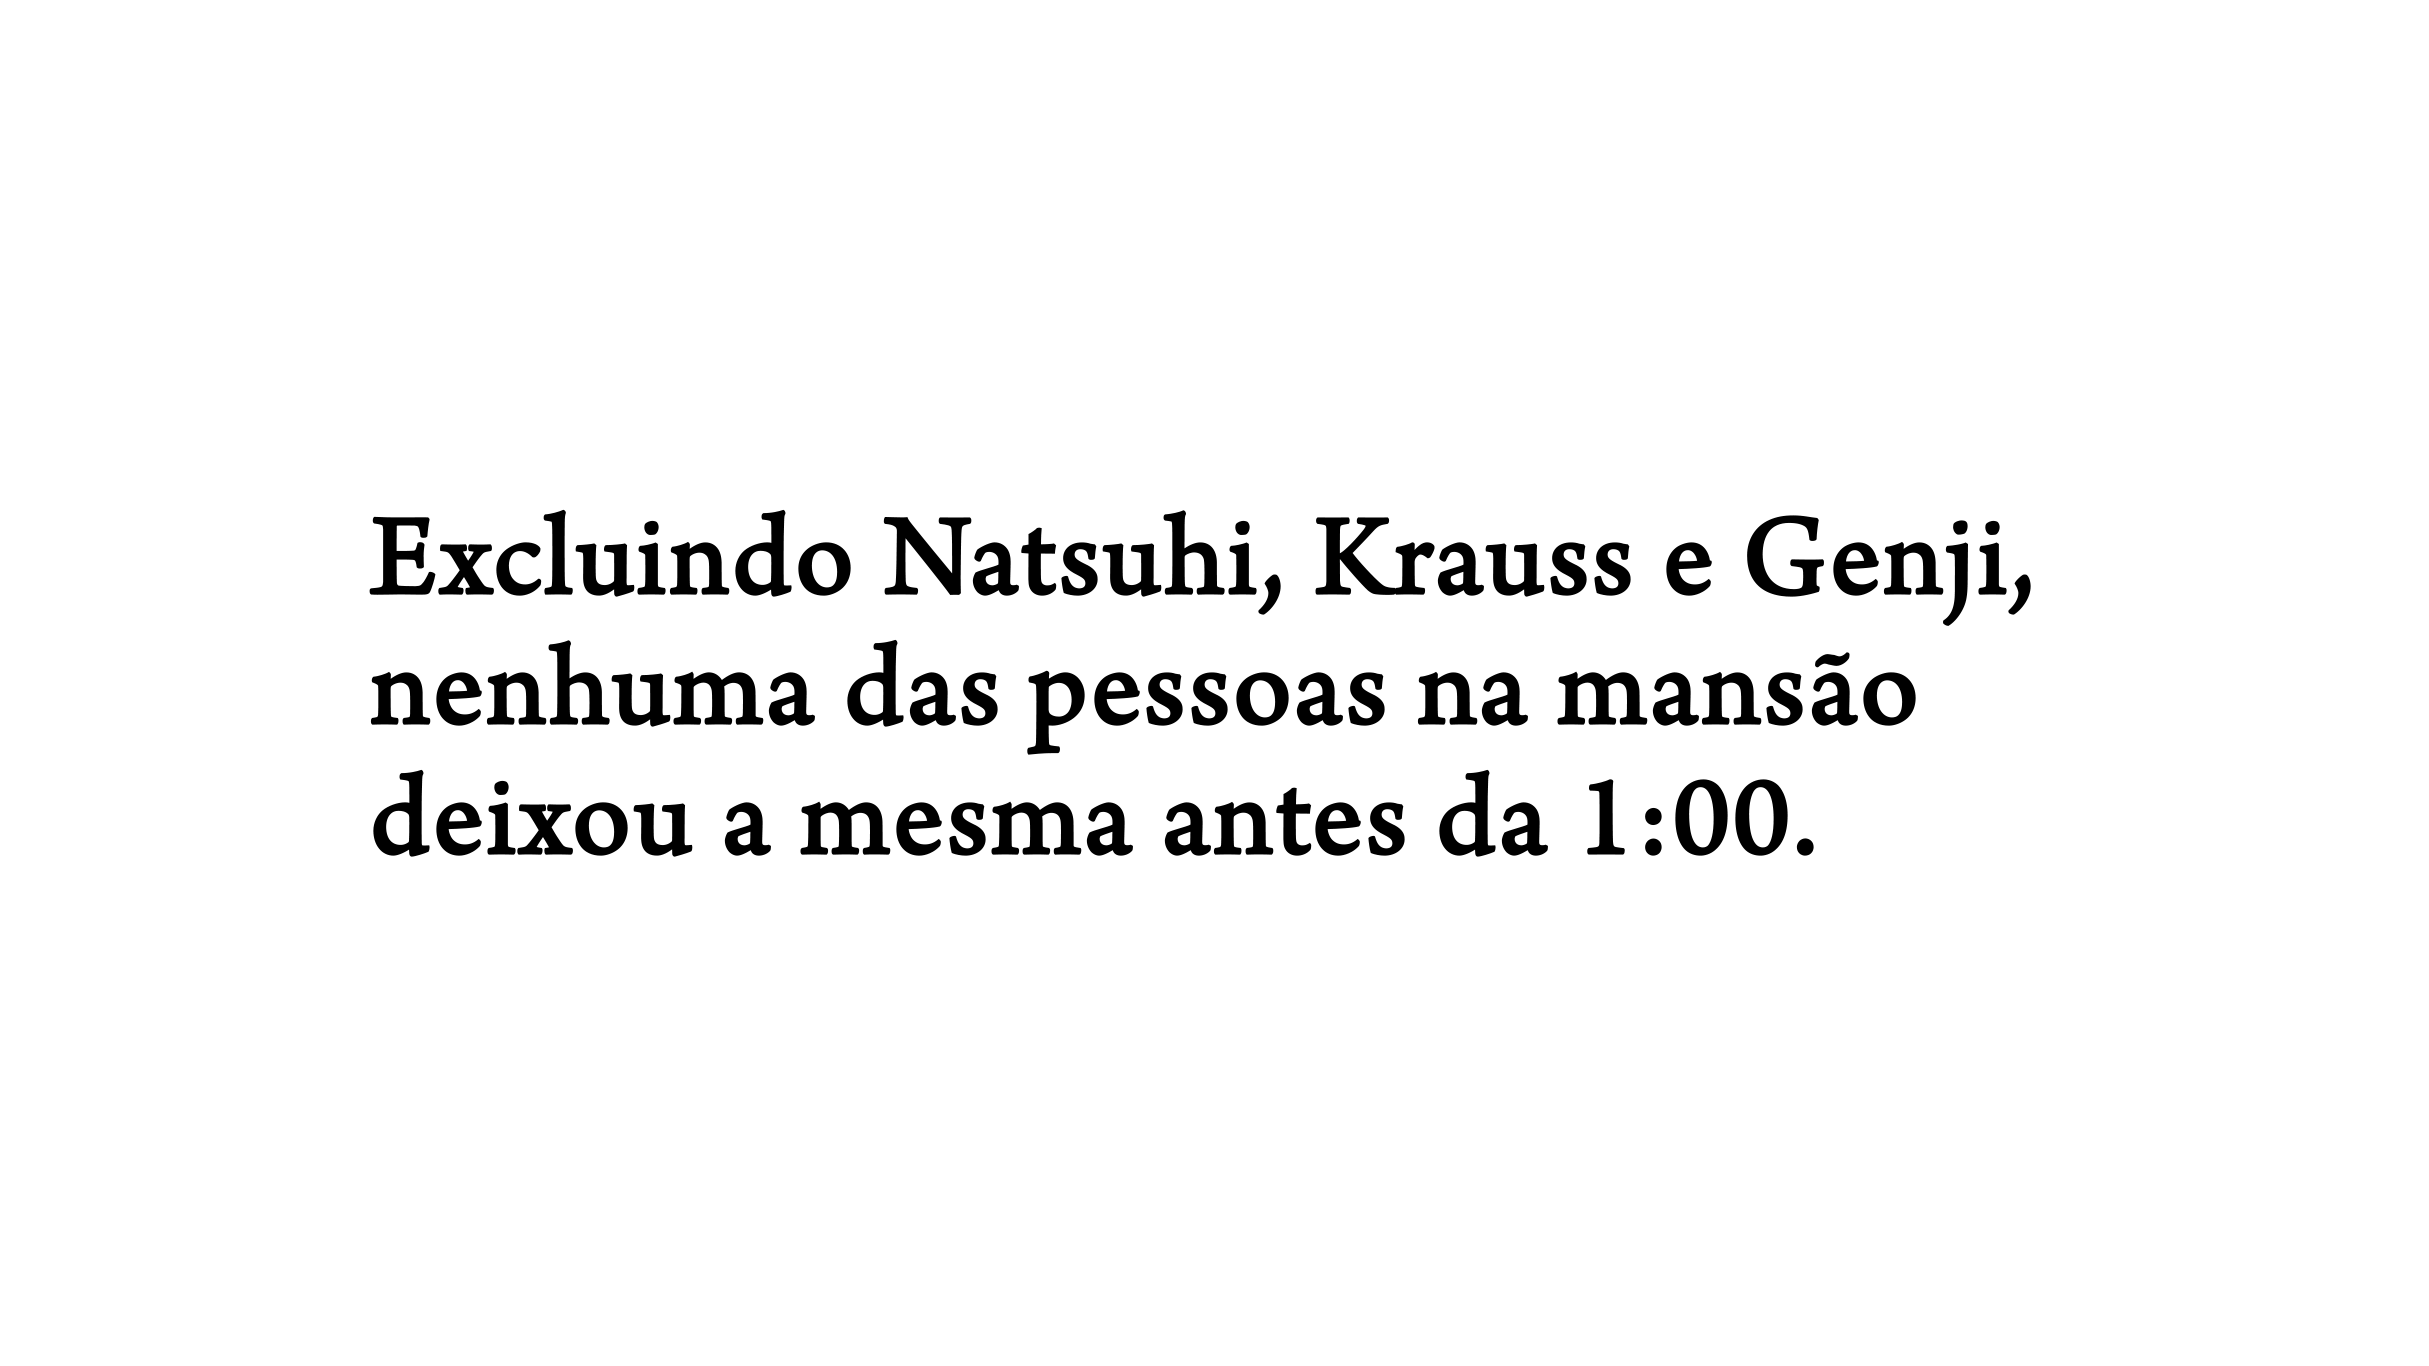 Excluindo Natsuhi, Krauss e Genji,
nenhuma das pessoas na mansão
deixou a mesma antes da 1:00.